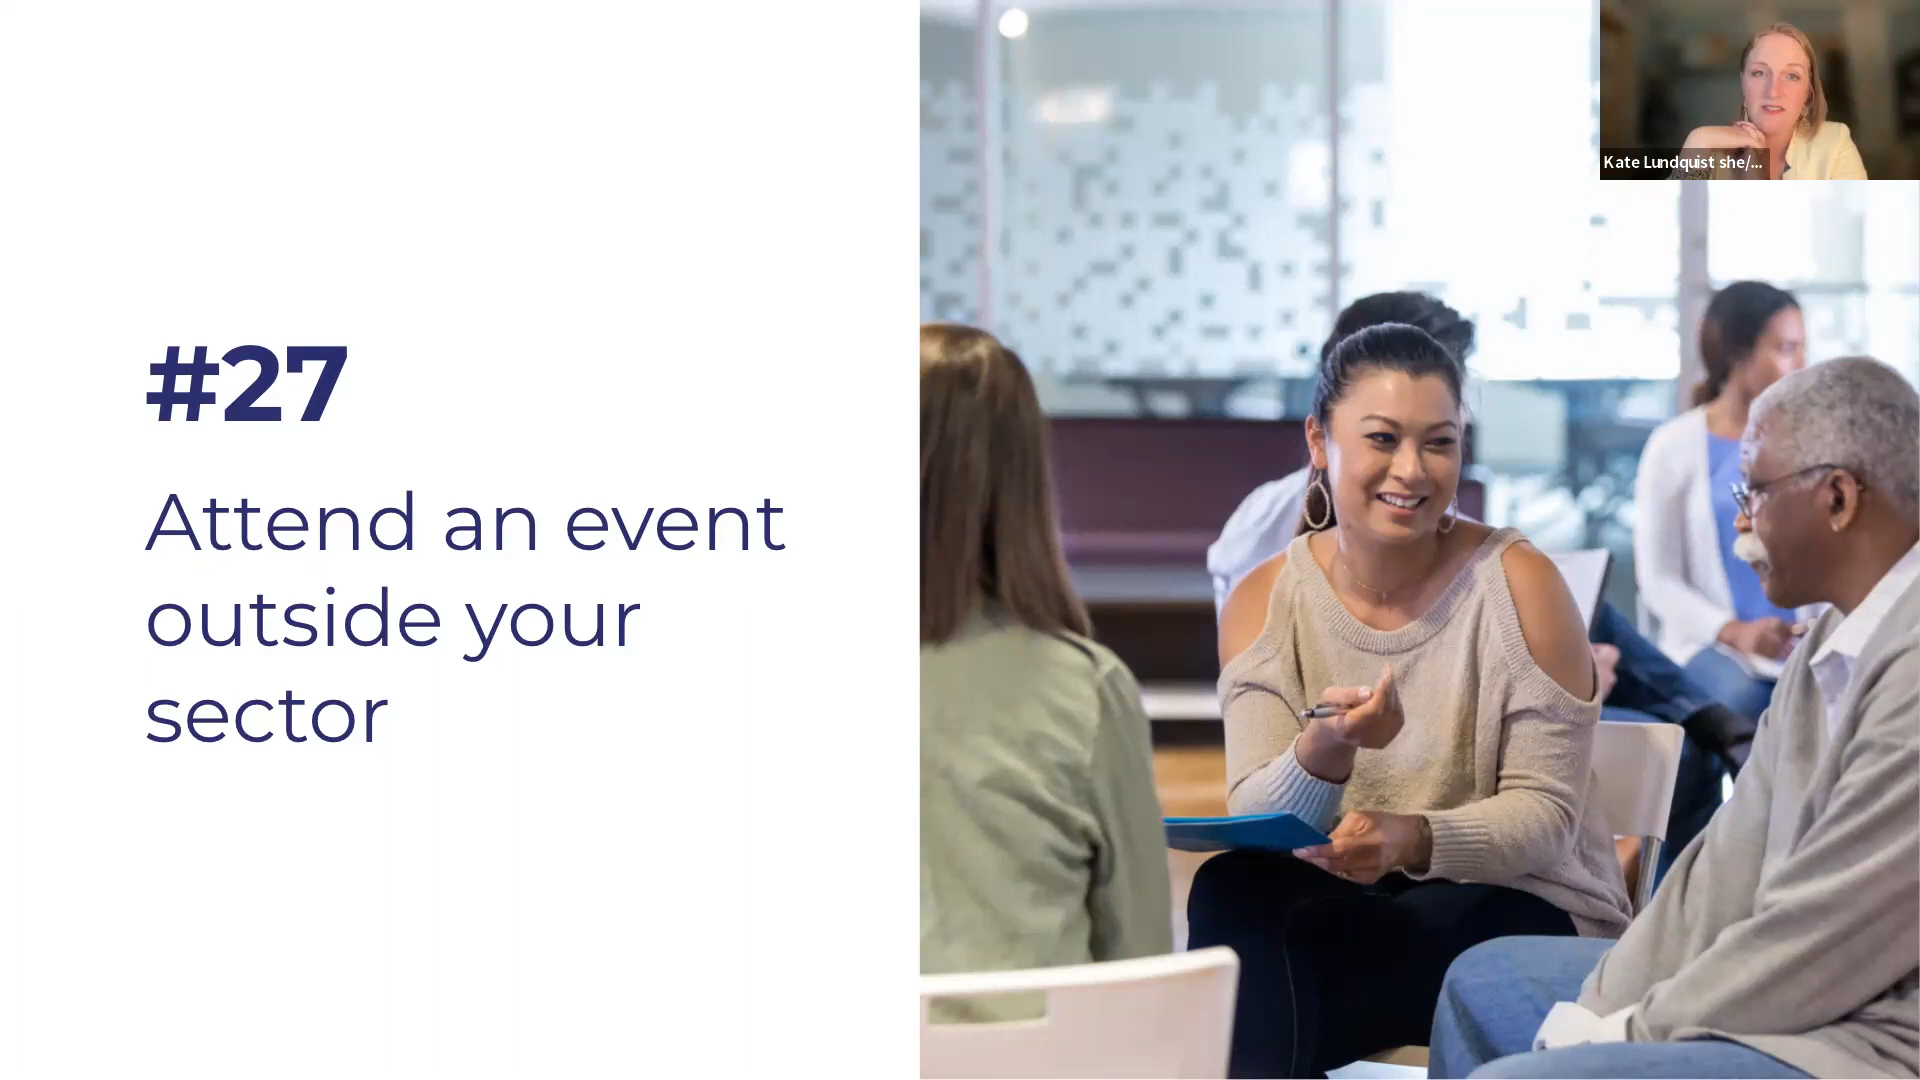 #27
Attend an event
outside your
sector
Kate Lundquist she/...